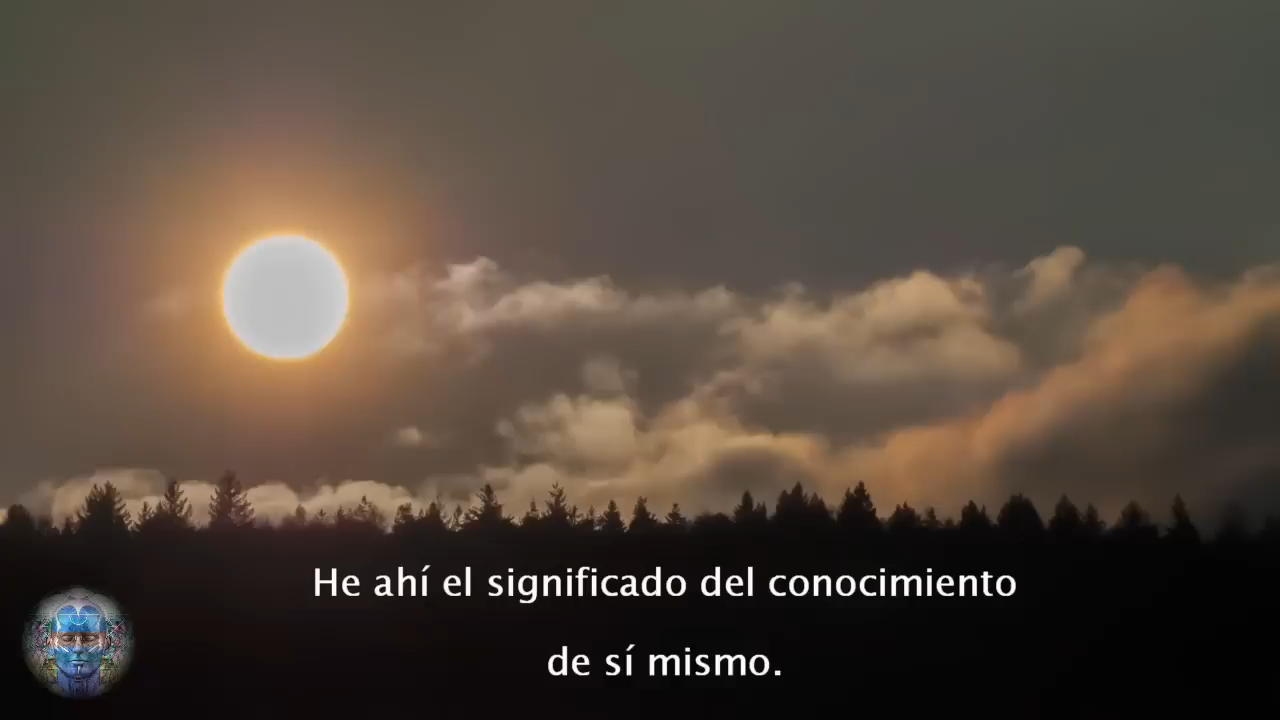 He ahí el significado del conocimiento
de sí mismo.